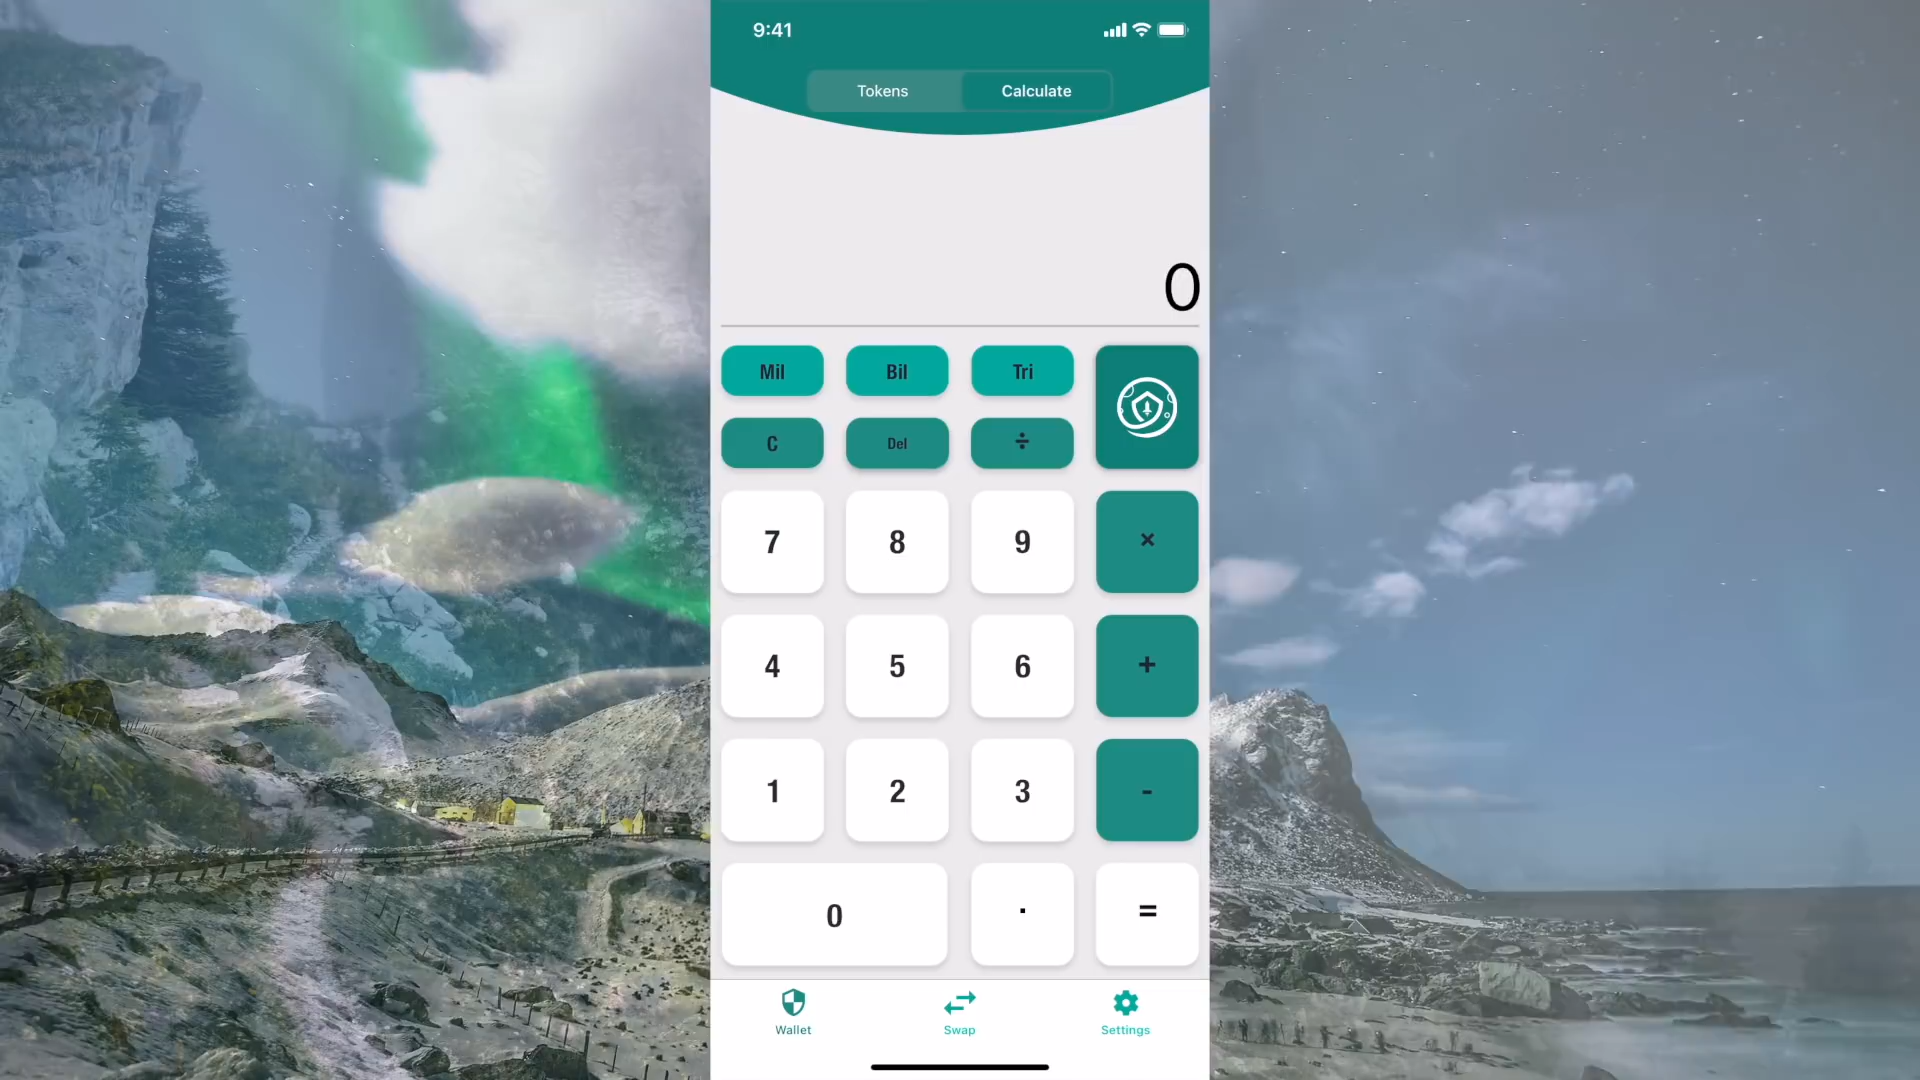 9:41
Tokens Calculate
0
Mil Bil Tri
C Del ÷
7 8 9 ×
4 5 6 +
1 2 3 -
0 . =
Wallet Swap Settings